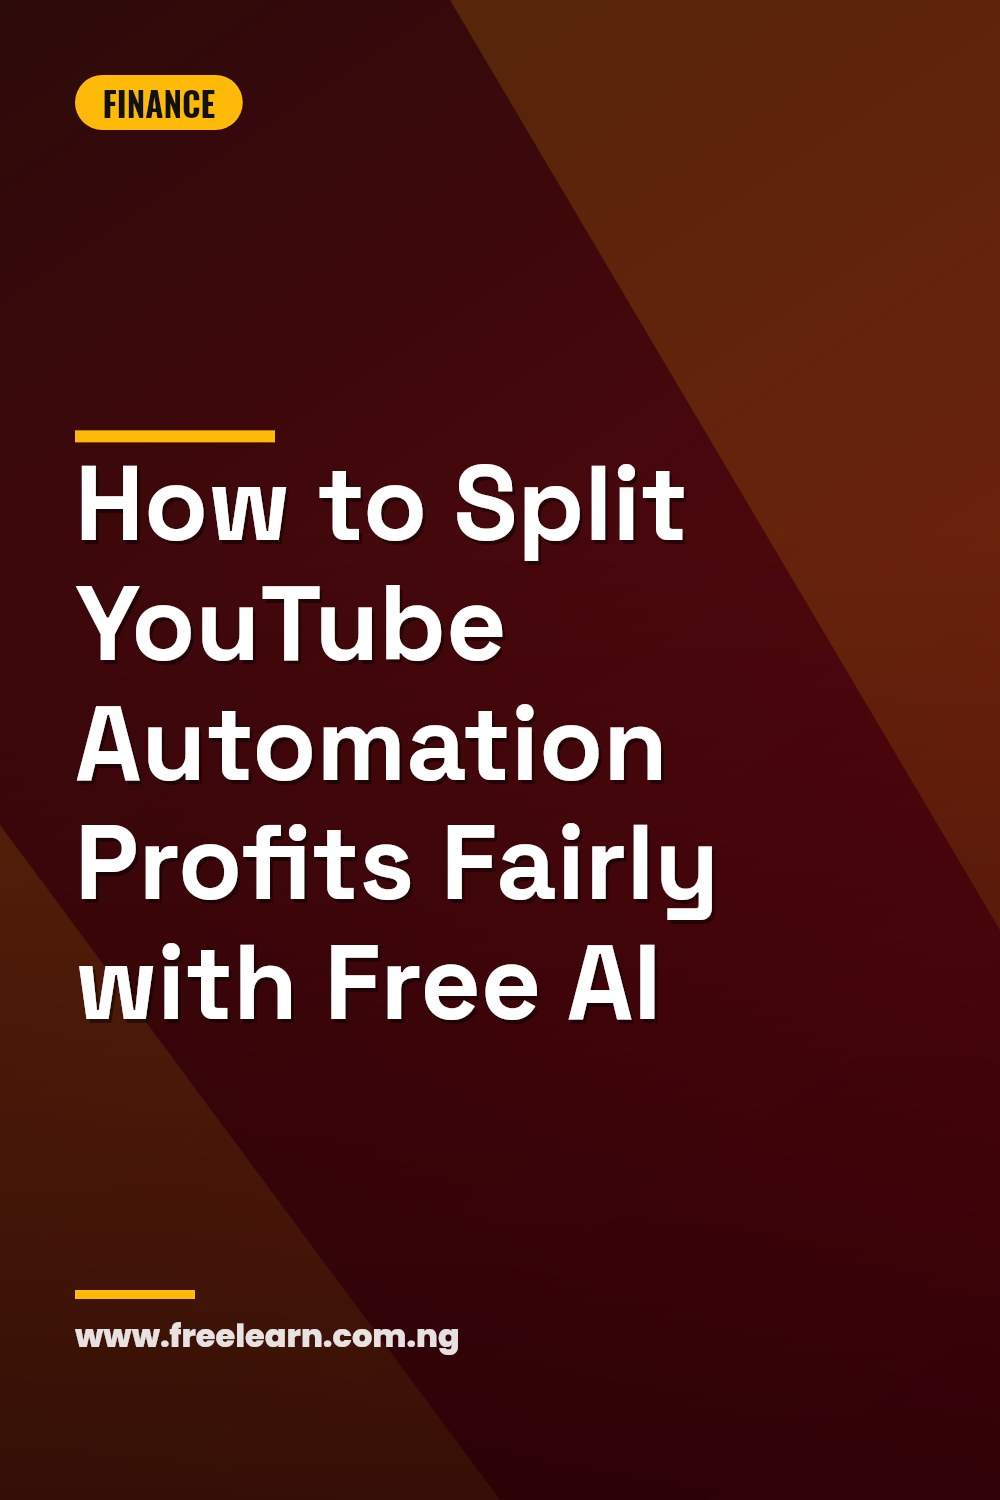 FINANCE
How to Split
YouTube
Automation
Profits Fairly
with Free AI
www.freelearn.com.ng